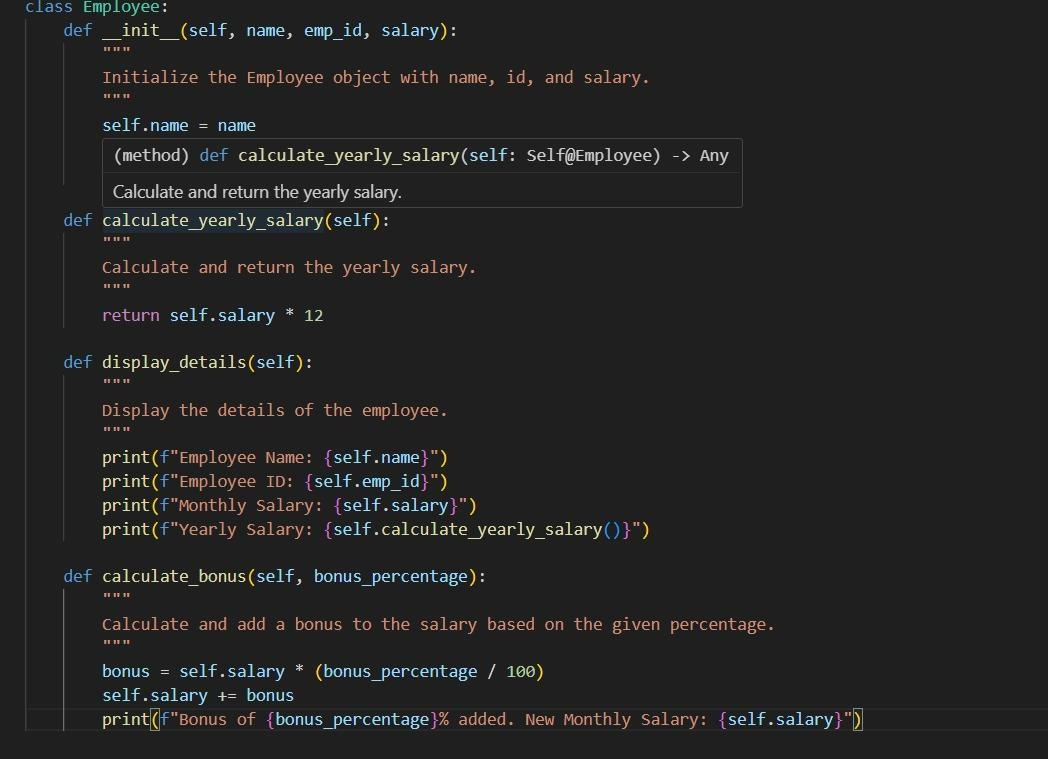 class Employee:
    def __init__(self, name, emp_id, salary):
        """
        Initialize the Employee object with name, id, and salary.
        """
        self.name = name
(method) def calculate_yearly_salary(self: Self@Employee) -> Any
Calculate and return the yearly salary.
    def calculate_yearly_salary(self):
        """
        Calculate and return the yearly salary.
        """
        return self.salary * 12
    def display_details(self):
        """
        Display the details of the employee.
        """
        print(f"Employee Name: {self.name}")
        print(f"Employee ID: {self.emp_id}")
        print(f"Monthly Salary: {self.salary}")
        print(f"Yearly Salary: {self.calculate_yearly_salary()}")
    def calculate_bonus(self, bonus_percentage):
        """
        Calculate and add a bonus to the salary based on the given percentage.
        """
        bonus = self.salary * (bonus_percentage / 100)
        self.salary += bonus
        print(f"Bonus of {bonus_percentage}% added. New Monthly Salary: {self.salary}")